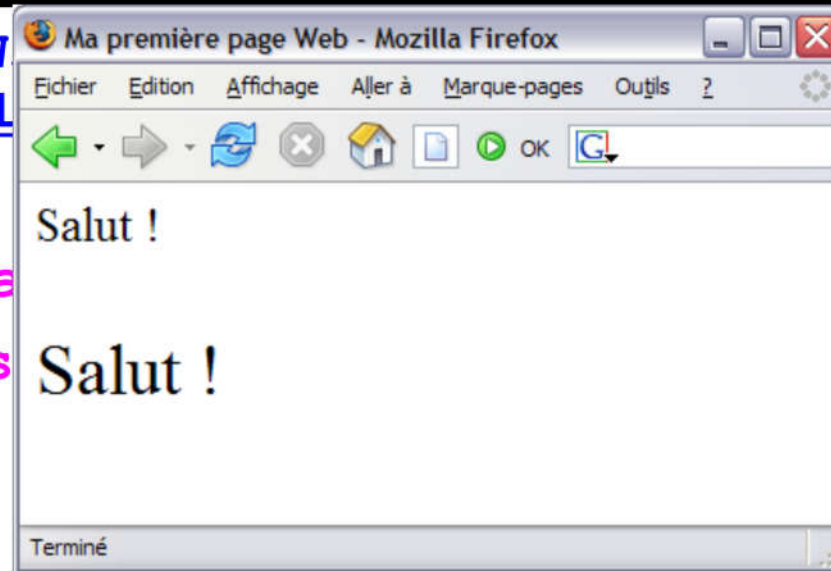 Ma première page Web - Mozilla Firefox
Fichier Edition Affichage Aller à Marque-pages Outils ?
OK G
Salut !
Salut !
Terminé